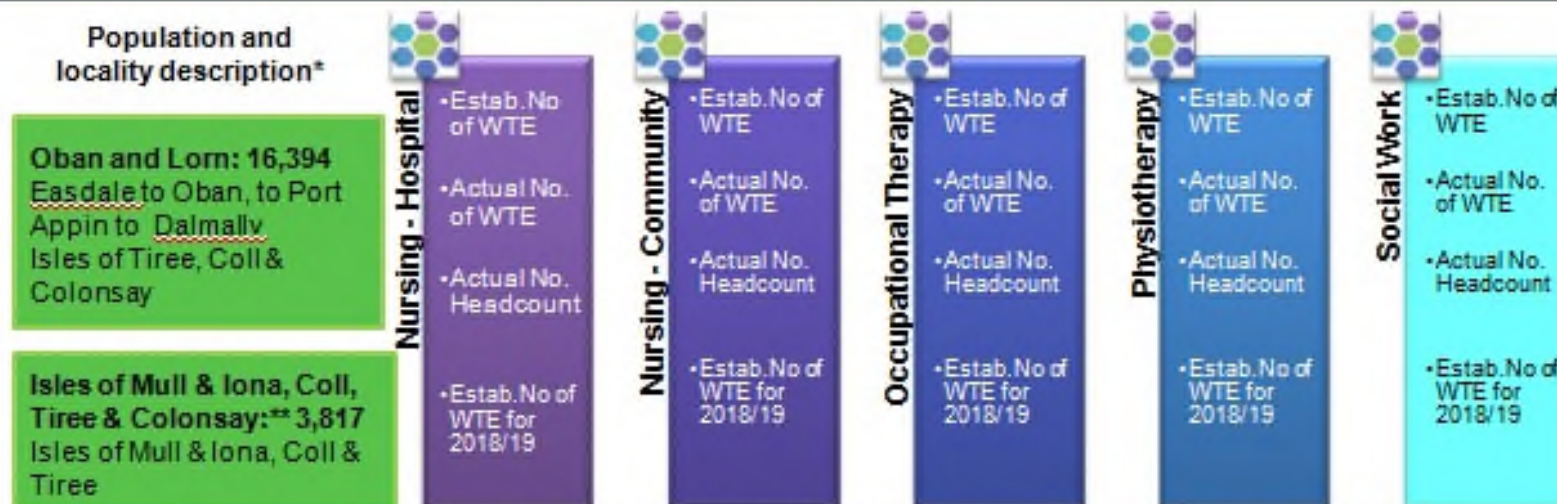 Population and
locality description*
Oban and Lorn: 16,394
Easdale to Oban, to Port
Appin to Dalmally
Isles of Tiree, Coll &
Colonsay
Isles of Mull & Iona, Coll,
Tiree & Colonsay:** 3,817
Isles of Mull & Iona, Coll &
Tiree
Nursing - Hospital
•Estab.No
of WTE
•Actual No.
of WTE
•Actual No.
Headcount
•Estab.No of
WTE for
2018/19
Nursing - Community
•Estab.No of
WTE
•Actual No.
of WTE
•Actual No.
Headcount
•Estab.No of
WTE for
2018/19
Occupational Therapy
•Estab.No of
WTE
•Actual No.
of WTE
•Actual No.
Headcount
•Estab.No of
WTE for
2018/19
Physiotherapy
•Estab.No of
WTE
•Actual No.
of WTE
•Actual No.
Headcount
•Estab.No of
WTE for
2018/19
Social Work
•Estab.No of
WTE
•Actual No.
of WTE
•Actual No.
Headcount
•Estab.No of
WTE for
2018/19